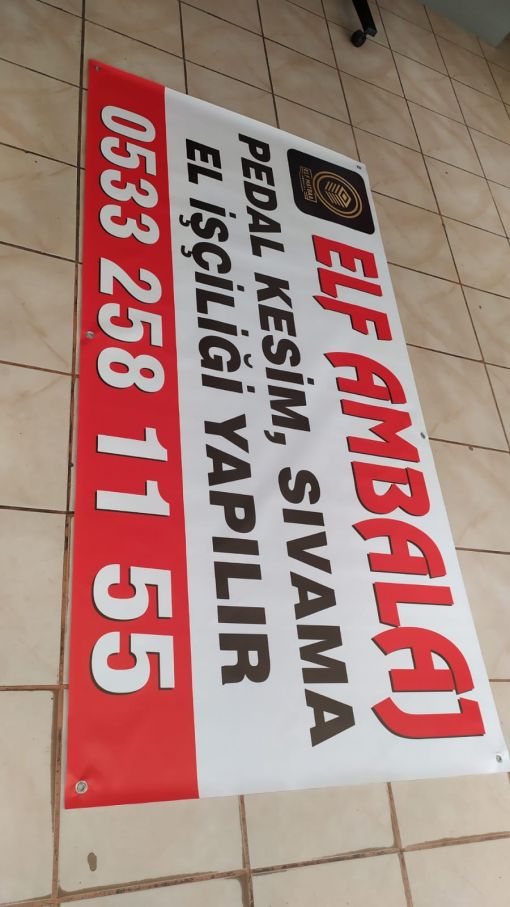 ELF AMBALAJ
PEDAL KESİM, SIVAMA
EL İŞÇİLİĞİ YAPILIR
0533 258 11 55